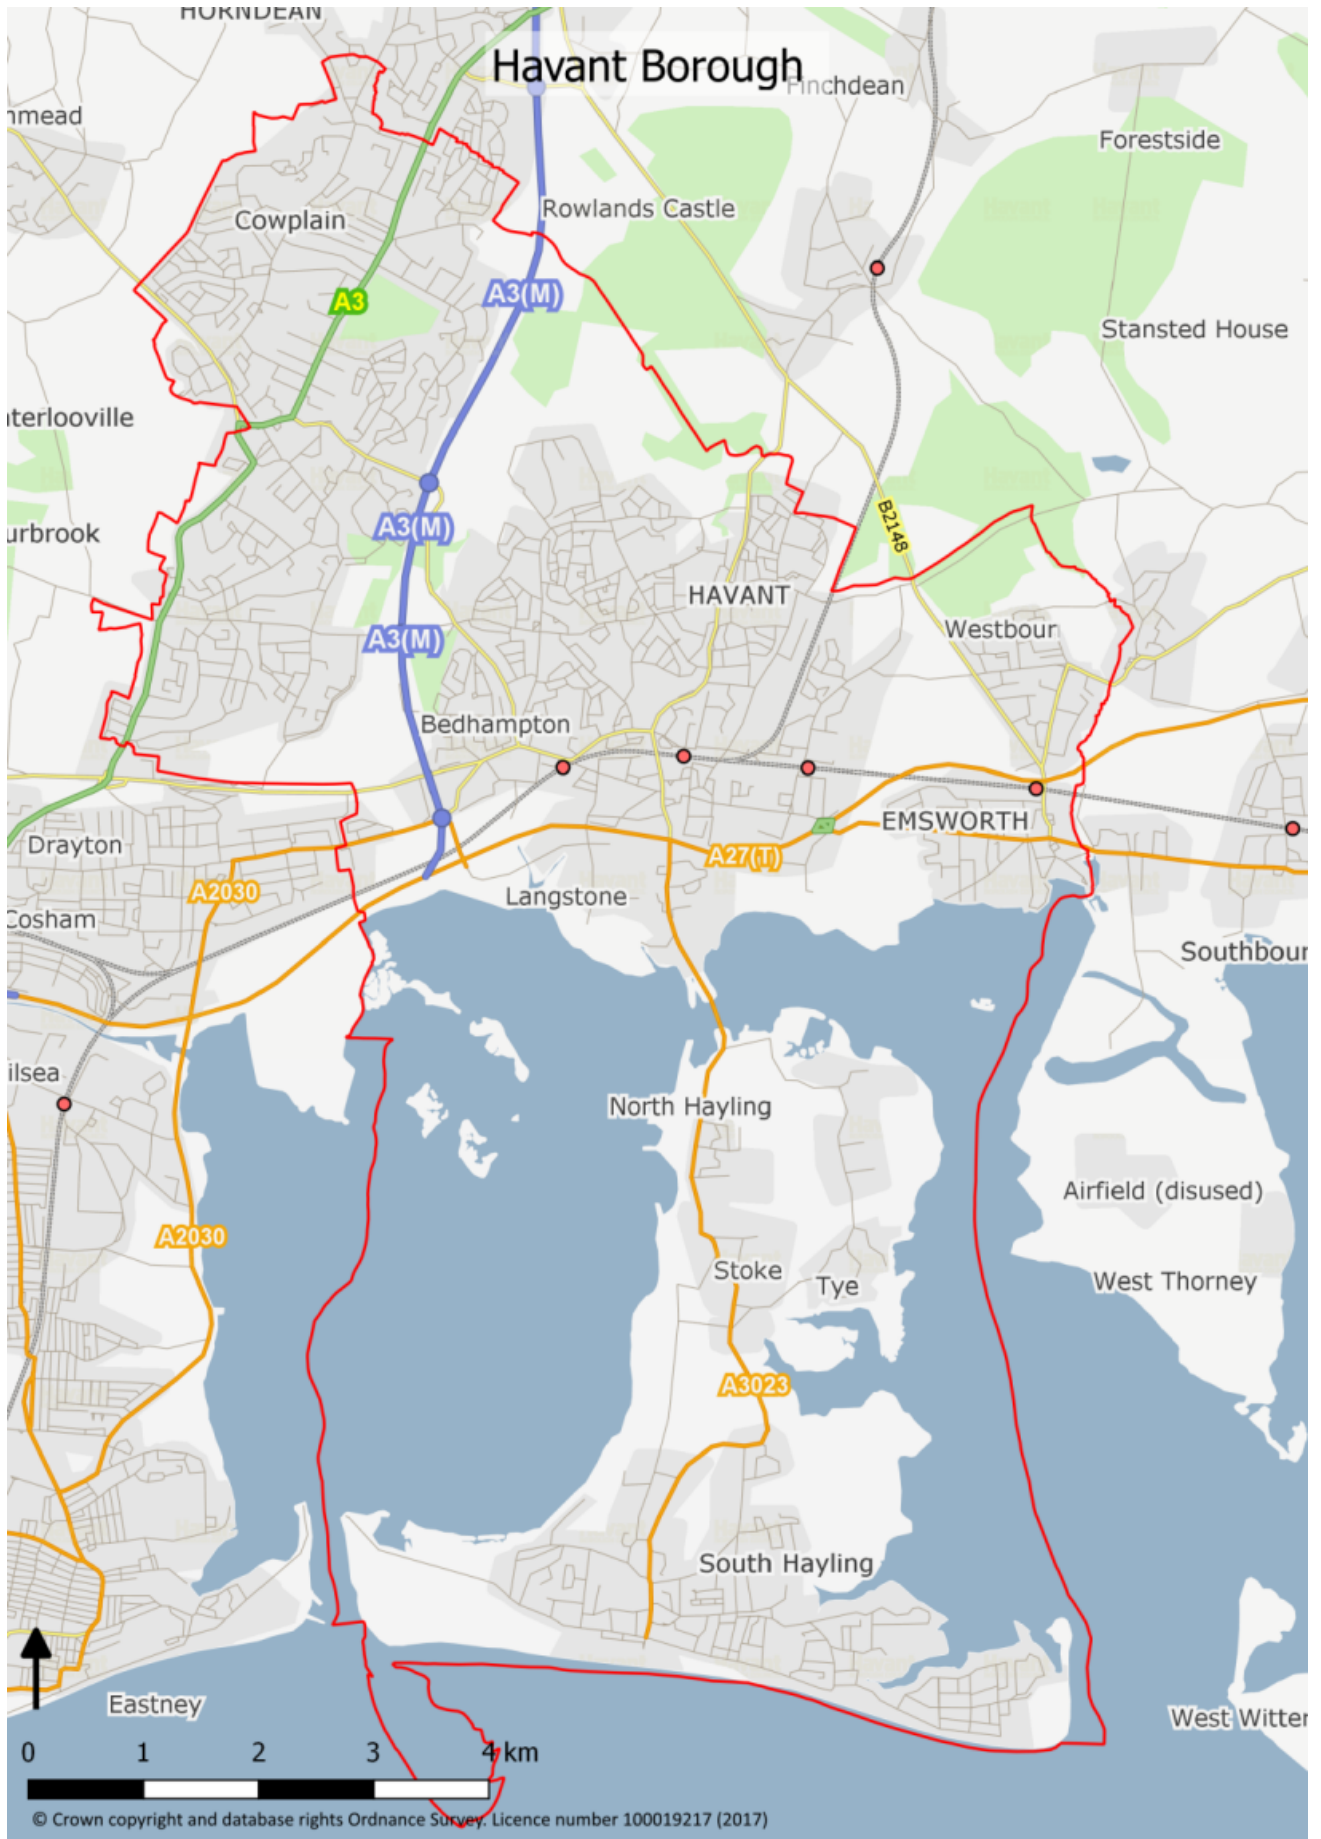 HORNDEAN
Havant Borough
Finchdean
nmead
Forestside
Rowlands Castle
Cowplain
A3(M)
A3
Stansted House
aterlooville
A3(M)
B2148
urbrook
HAVANT
Westbour
A3(M)
Bedhampton
EMSWORTH
Drayton
A27(T)
A2030
Langstone
Cosham
Southbour
ilsea
North Hayling
Airfield (disused)
A2030
Stoke
Tye
West Thorney
A3023
South Hayling
Eastney
West Witter
0 1 2 3 4 km
© Crown copyright and database rights Ordnance Survey. Licence number 100019217 (2017)